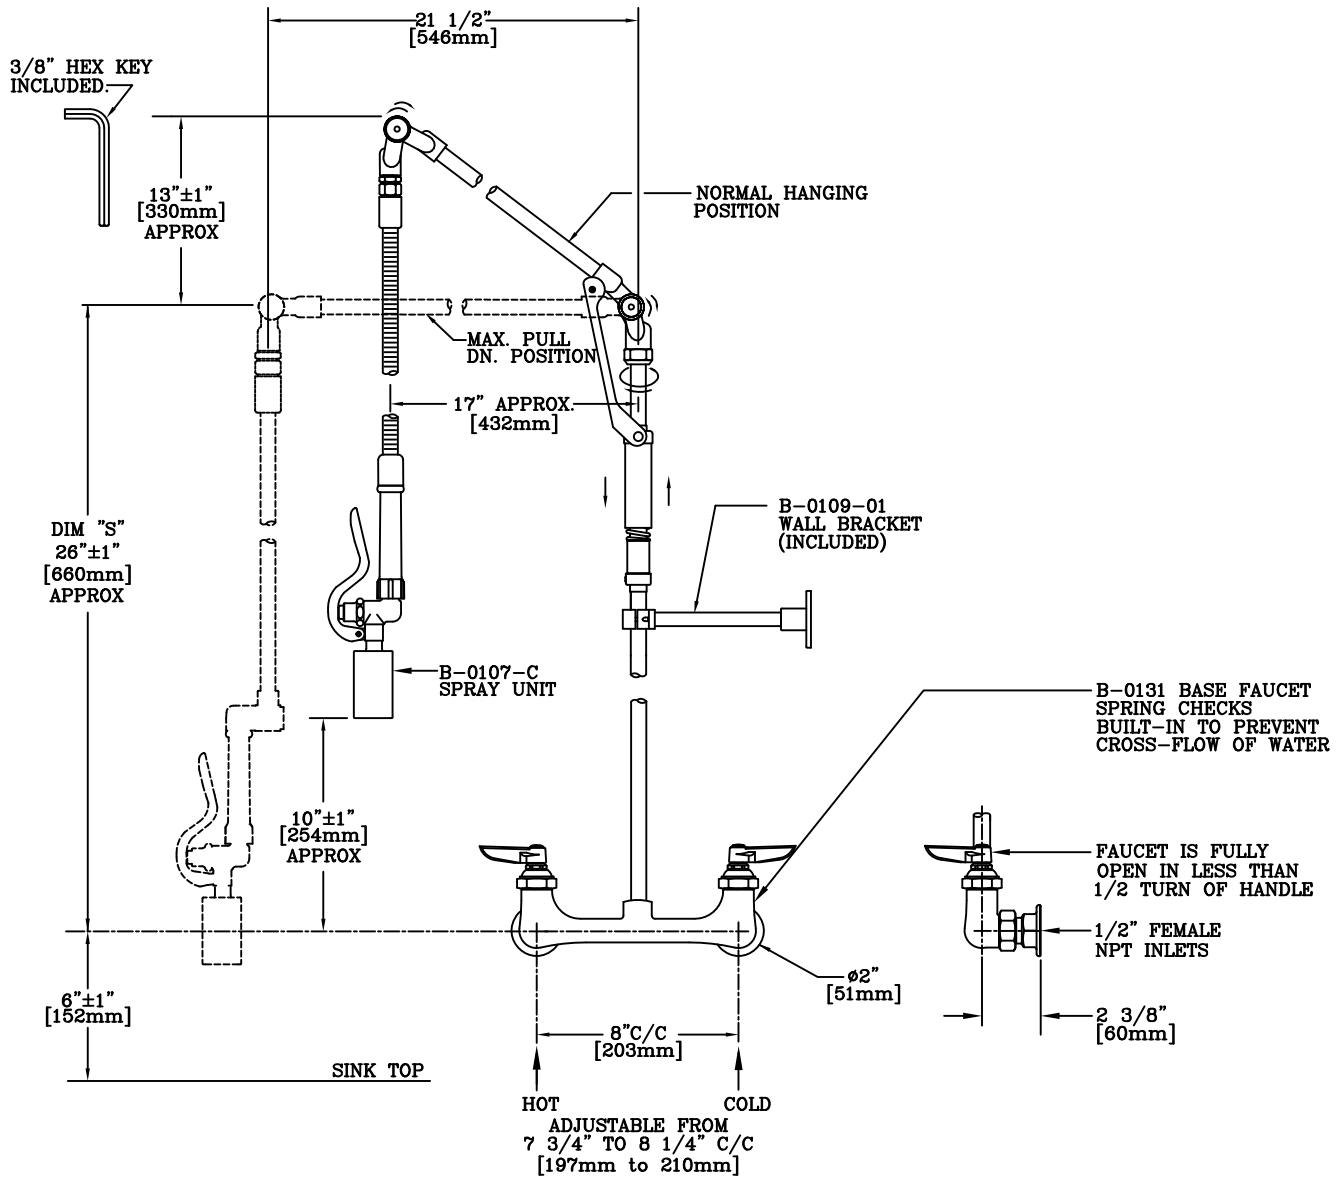 21 1/2"
[546mm]
3/8" HEX KEY
INCLUDED.
13"±1"
[330mm]
APPROX
NORMAL HANGING
POSITION
MAX. PULL
DN. POSITION
17" APPROX.
[432mm]
DIM "S"
26"±1"
[660mm]
APPROX
B-0109-01
WALL BRACKET
(INCLUDED)
B-0107-C
SPRAY UNIT
B-0131 BASE FAUCET
SPRING CHECKS
BUILT-IN TO PREVENT
CROSS-FLOW OF WATER
10"±1"
[254mm]
APPROX
FAUCET IS FULLY
OPEN IN LESS THAN
1/2 TURN OF HANDLE
1/2" FEMALE
NPT INLETS
ø2"
[51mm]
6"±1"
[152mm]
2 3/8"
[60mm]
8"C/C
[203mm]
SINK TOP
HOT
COLD
ADJUSTABLE FROM
7 3/4" TO 8 1/4" C/C
[197mm to 210mm]